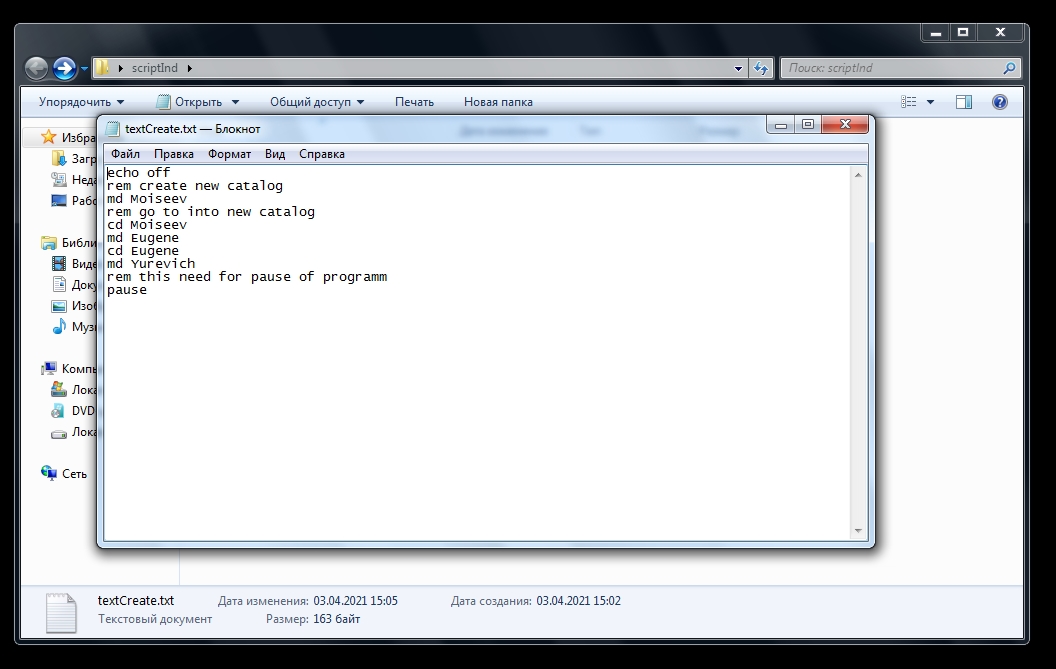 scriptInd
Поиск: scriptInd
Упорядочить
Открыть
Общий доступ
Печать
Новая папка
textCreate.txt — Блокнот
Файл Правка Формат Вид Справка
echo off
rem create new catalog
md Moiseev
rem go to into new catalog
cd Moiseev
md Eugene
cd Eugene
md Yurevich
rem this need for pause of programm
pause
Избра
Загр
Неда
Рабо
Библи
Виде
Доку
Изоб
Музы
Компь
Лока
DVD
Лока
Сеть
textCreate.txt Дата изменения: 03.04.2021 15:05 Дата создания: 03.04.2021 15:02
Текстовый документ Размер: 163 байт